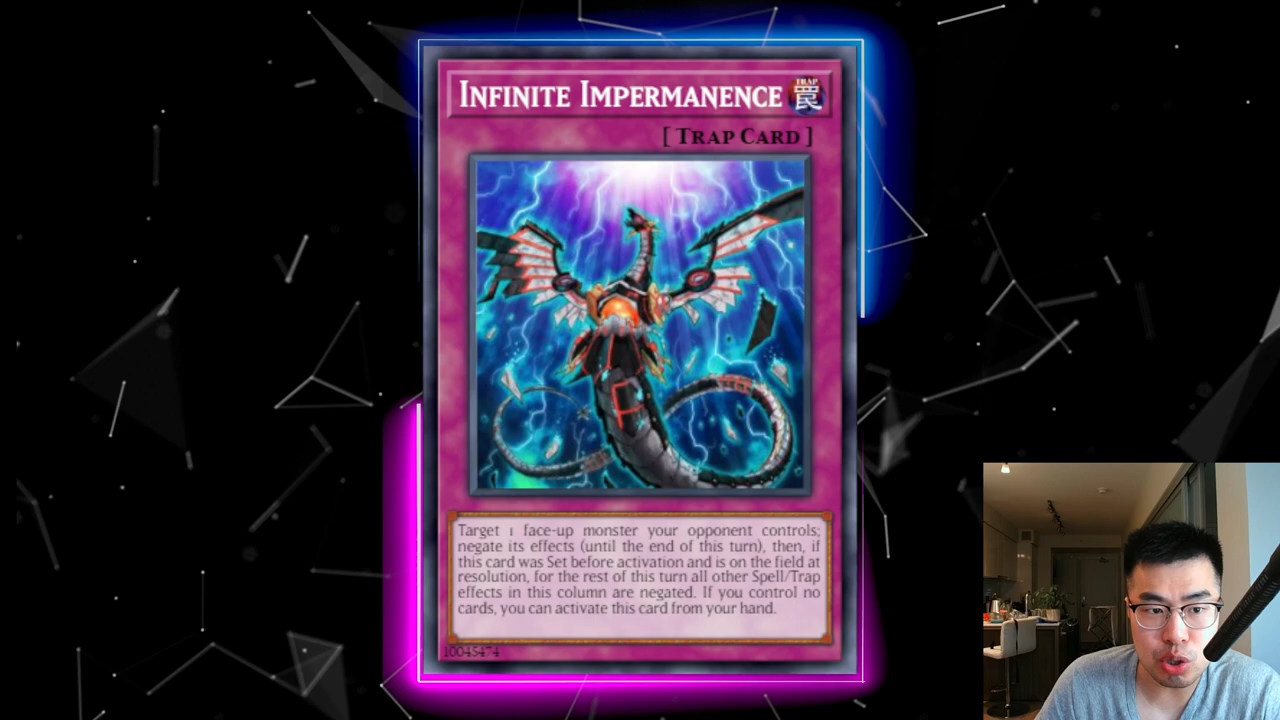 INFINITE IMPERMANENCE
TRAP
罠
[ TRAP CARD ]
Target 1 face-up monster your opponent controls;
negate its effects (until the end of this turn), then, if
this card was Set before activation and is on the field at
resolution, for the rest of this turn all other Spell/Trap
effects in this column are negated. If you control no
cards, you can activate this card from your hand.
10045474